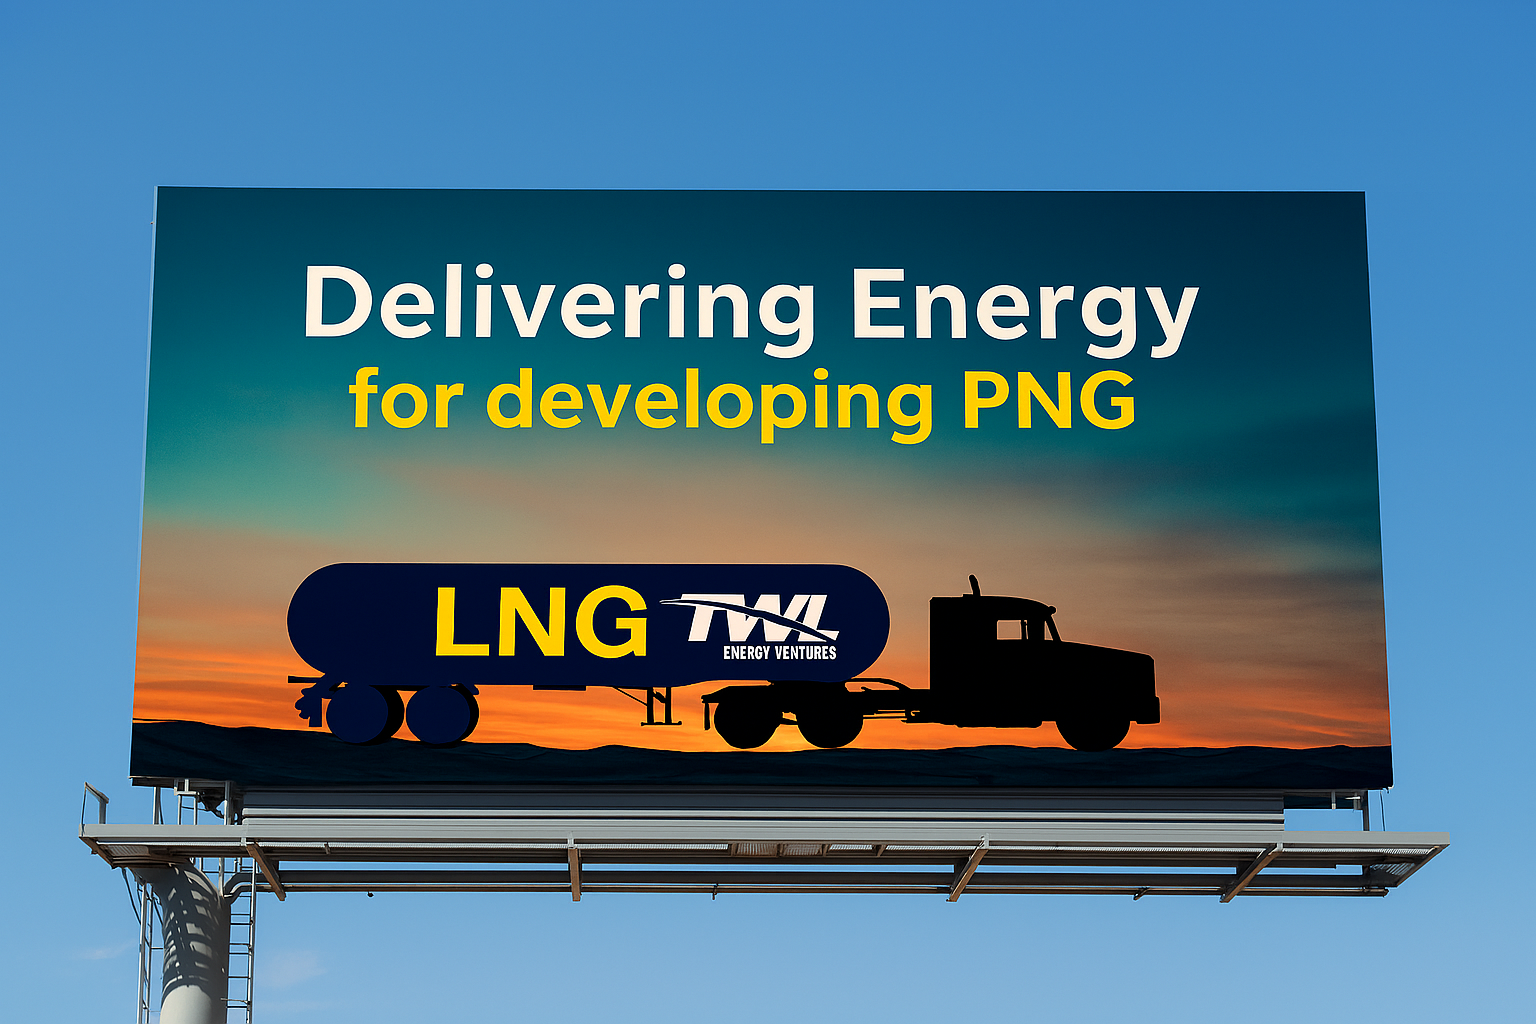 Delivering Energy
for developing PNG
LNG TWL
ENERGY VENTURES